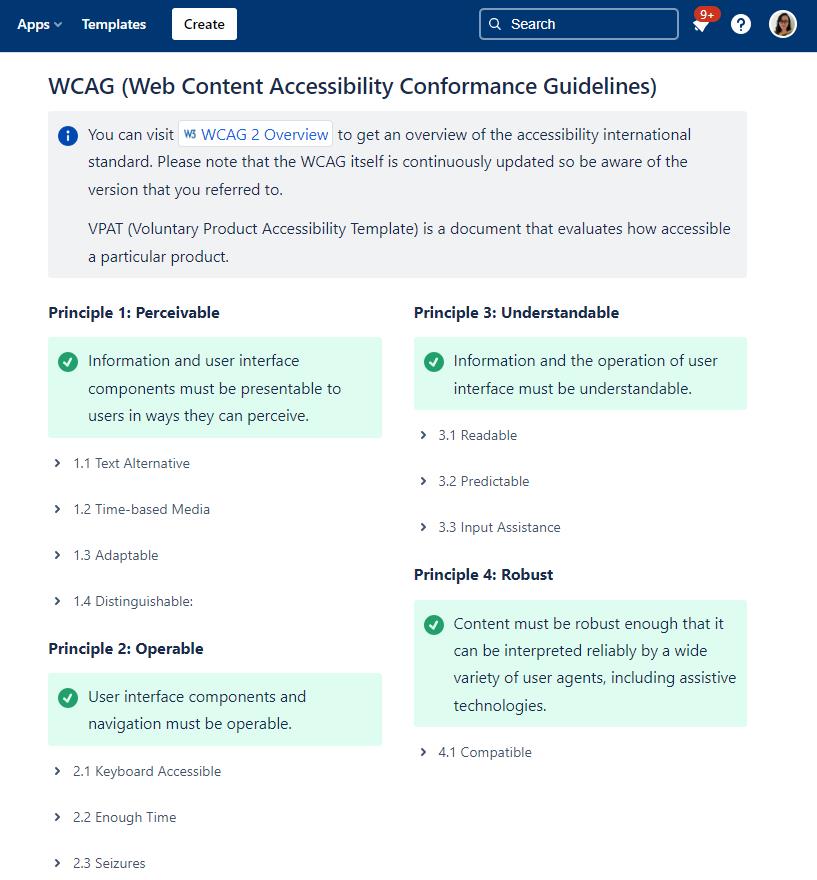 Apps
Templates
Create
Search
9+
?
WCAG (Web Content Accessibility Conformance Guidelines)
You can visit W3 WCAG 2 Overview to get an overview of the accessibility international
standard. Please note that the WCAG itself is continuously updated so be aware of the
version that you referred to.
VPAT (Voluntary Product Accessibility Template) is a document that evaluates how accessible
a particular product.
Principle 1: Perceivable
Information and user interface
components must be presentable to
users in ways they can perceive.
1.1 Text Alternative
1.2 Time-based Media
1.3 Adaptable
1.4 Distinguishable:
Principle 2: Operable
User interface components and
navigation must be operable.
2.1 Keyboard Accessible
2.2 Enough Time
2.3 Seizures
Principle 3: Understandable
Information and the operation of user
interface must be understandable.
3.1 Readable
3.2 Predictable
3.3 Input Assistance
Principle 4: Robust
Content must be robust enough that it
can be interpreted reliably by a wide
variety of user agents, including assistive
technologies.
4.1 Compatible